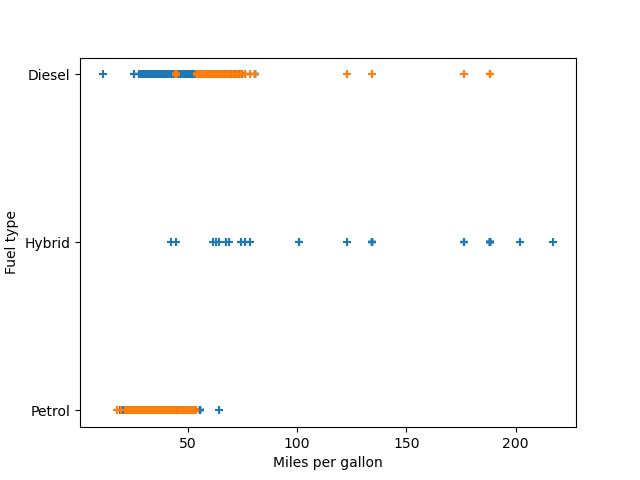 Diesel
Hybrid
Petrol
Fuel type
50
100
150
200
Miles per gallon